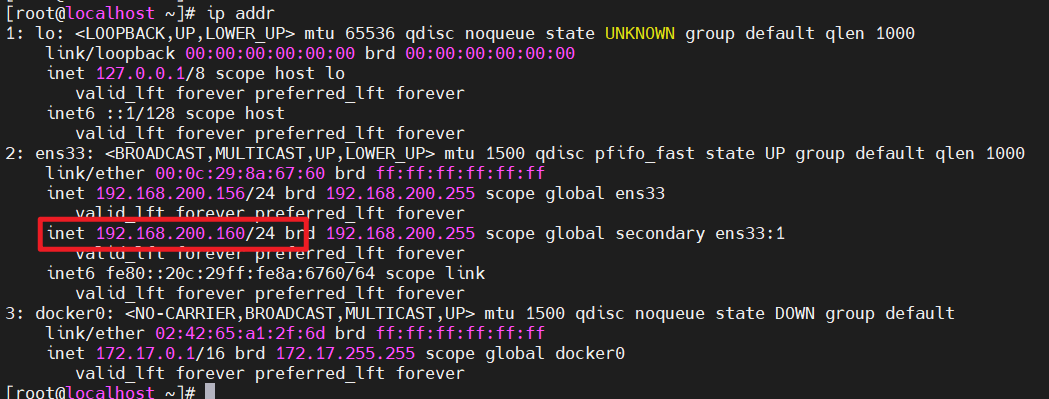 [root@localhost ~]# ip addr
1: lo: <LOOPBACK,UP,LOWER_UP> mtu 65536 qdisc noqueue state UNKNOWN group default qlen 1000
    link/loopback 00:00:00:00:00:00 brd 00:00:00:00:00:00
    inet 127.0.0.1/8 scope host lo
       valid_lft forever preferred_lft forever
    inet6 ::1/128 scope host
       valid_lft forever preferred_lft forever
2: ens33: <BROADCAST,MULTICAST,UP,LOWER_UP> mtu 1500 qdisc pfifo_fast state UP group default qlen 1000
    link/ether 00:0c:29:8a:67:60 brd ff:ff:ff:ff:ff:ff
    inet 192.168.200.156/24 brd 192.168.200.255 scope global ens33
       valid_lft forever preferred_lft forever
    inet 192.168.200.160/24 brd 192.168.200.255 scope global secondary ens33:1
       valid_lft forever preferred_lft forever
    inet6 fe80::20c:29ff:fe8a:6760/64 scope link
       valid_lft forever preferred_lft forever
3: docker0: <NO-CARRIER,BROADCAST,MULTICAST,UP> mtu 1500 qdisc noqueue state DOWN group default
    link/ether 02:42:65:a1:2f:6d brd ff:ff:ff:ff:ff:ff
    inet 172.17.0.1/16 brd 172.17.255.255 scope global docker0
       valid_lft forever preferred_lft forever
[root@localhost ~]#